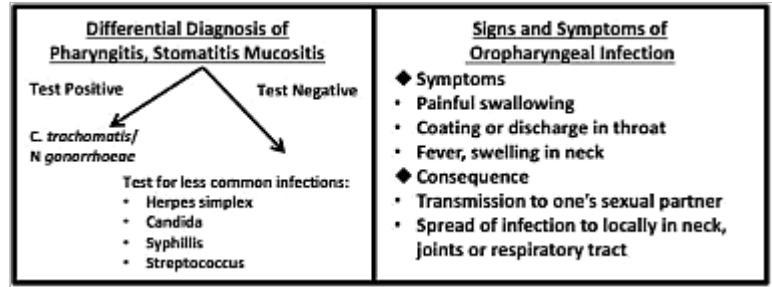 Differential Diagnosis of
Pharyngitis, Stomatitis Mucositis
Test Positive
Test Negative
C. trachomatis/
N gonorrhoeae
Test for less common infections:
• Herpes simplex
• Candida
• Syphillis
• Streptococcus
Signs and Symptoms of
Oropharyngeal Infection
◆ Symptoms
• Painful swallowing
• Coating or discharge in throat
• Fever, swelling in neck
◆ Consequence
• Transmission to one's sexual partner
• Spread of infection to locally in neck,
joints or respiratory tract